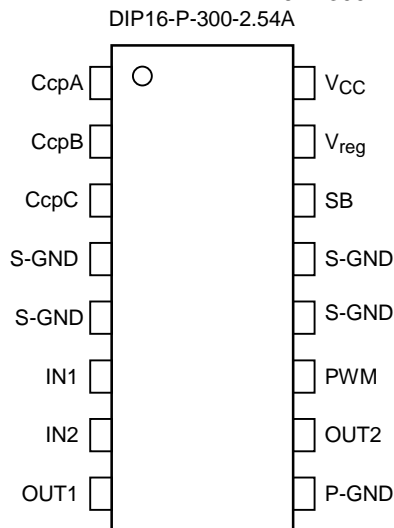 DIP16-P-300-2.54A
CcpA VCC
CcpB Vreg
CcpC SB
S-GND S-GND
S-GND S-GND
IN1 PWM
IN2 OUT2
OUT1 P-GND